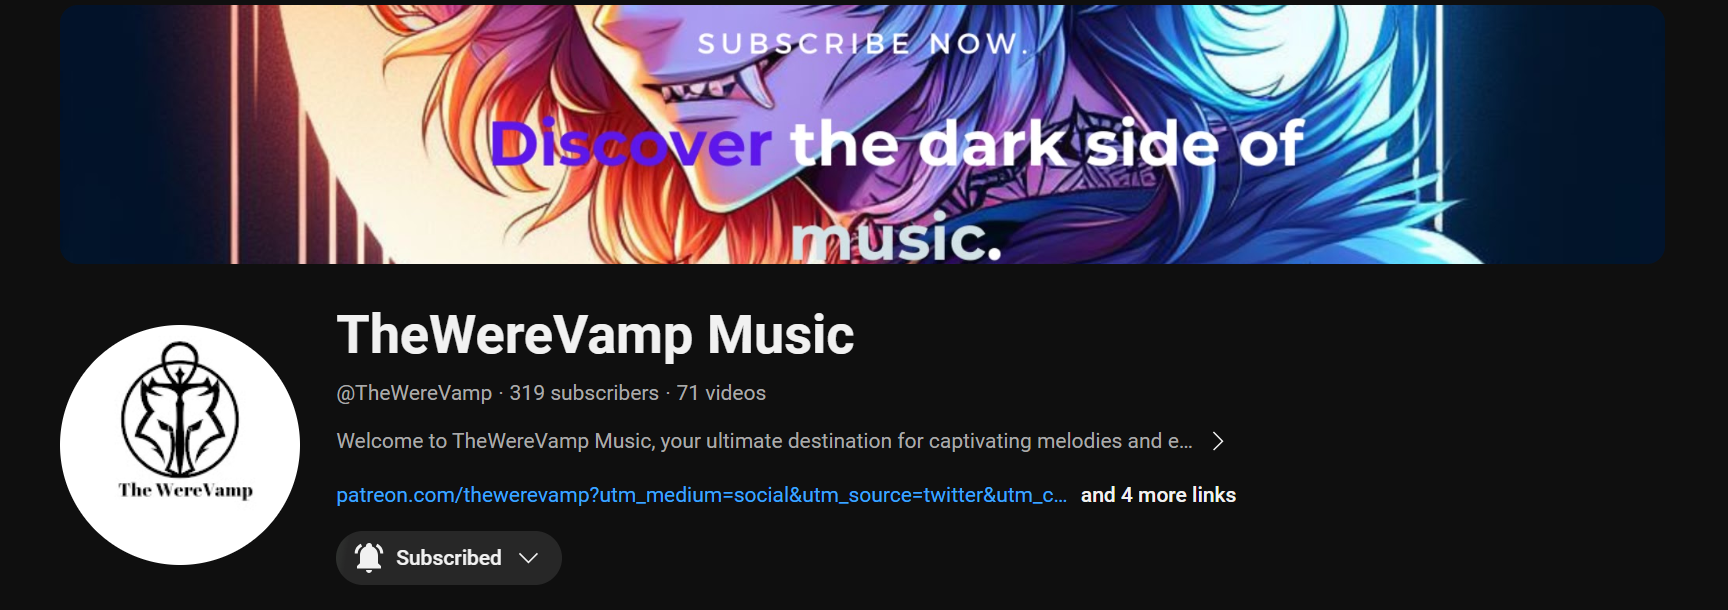 SUBSCRIBE NOW.
Discover the dark side of
music.
TheWereVamp Music
@TheWereVamp · 319 subscribers · 71 videos
Welcome to TheWereVamp Music, your ultimate destination for captivating melodies and e...
patreon.com/thewerevamp?utm_medium=social&utm_source=twitter&utm_c... and 4 more links
The WereVamp
Subscribed